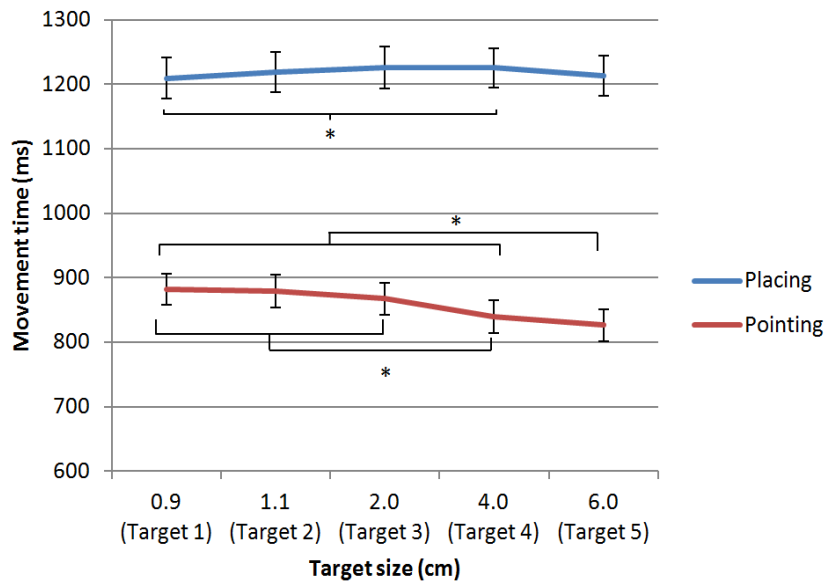 1300
1200
1100
1000
900
800
700
600
Movement time (ms)
*
*
*
Placing
Pointing
0.9 1.1 2.0 4.0 6.0
(Target 1) (Target 2) (Target 3) (Target 4) (Target 5)
Target size (cm)